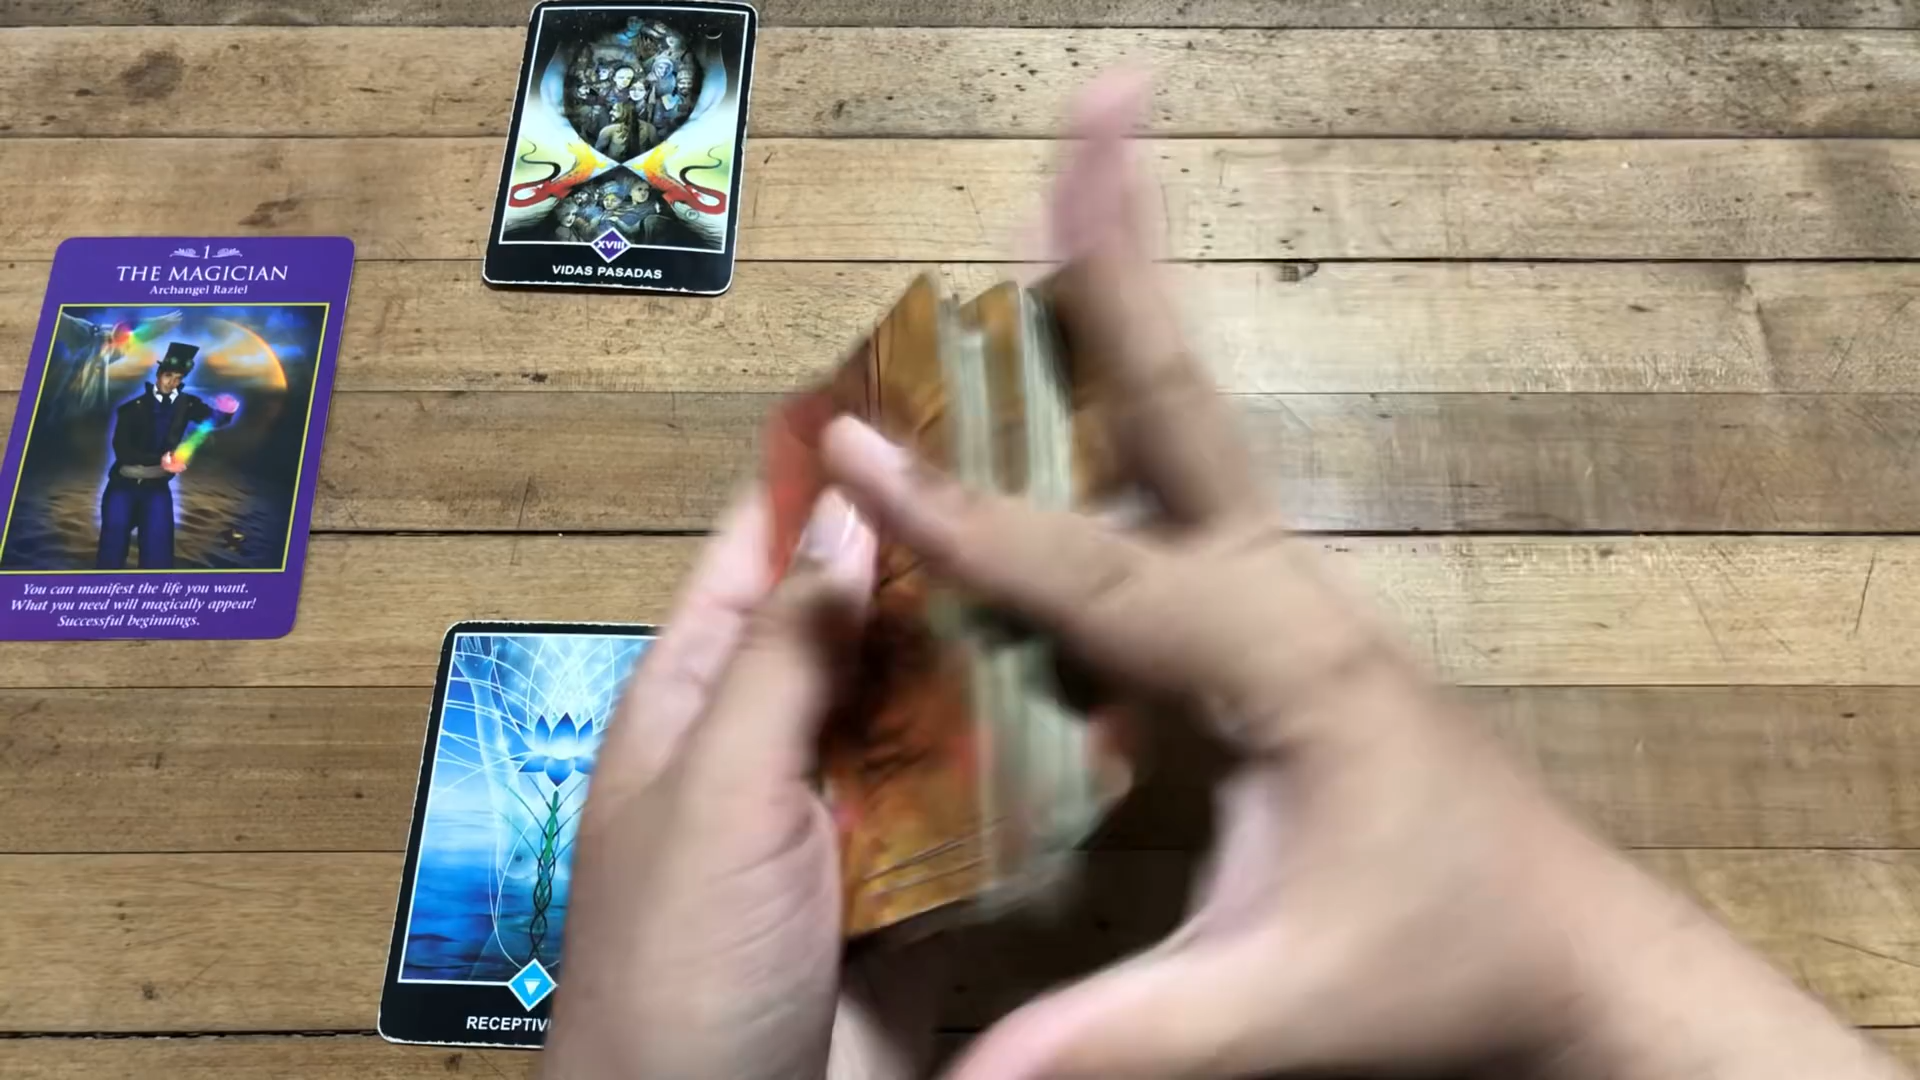 XVIII
VIDAS PASADAS
1
THE MAGICIAN
Archangel Raziel
You can manifest the life you want.
What you need will magically appear!
Successful beginnings.
RECEPTIV